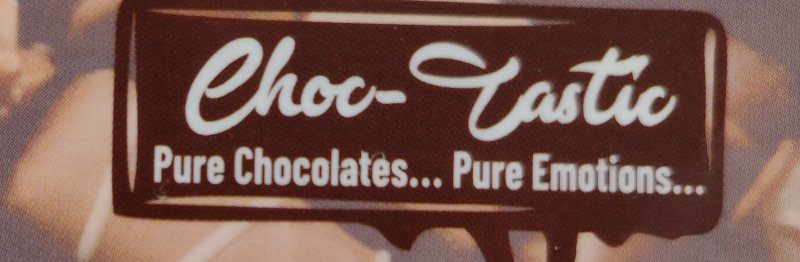 Choc-Tastic
Pure Chocolates... Pure Emotions...